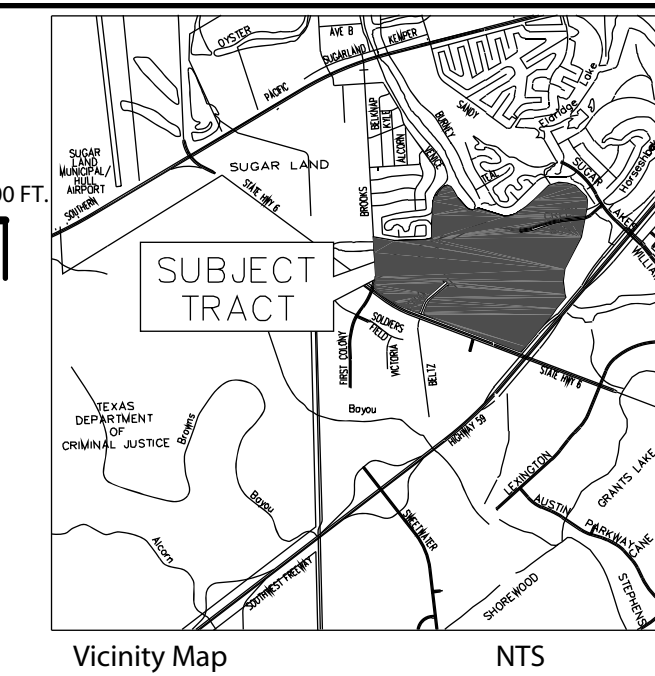 OYSTER
AVE B
KEMPER
SUGARLAND
PACIFIC
BELKNAP
KYLE
ALCORN
VENICE
BURNEY
SANDY
Eldridge Lake
TEAL
SUGAR
LAKES
Horseshoe
SUGAR
LAND
MUNICIPAL/
HULL
AIRPORT
SOUTHERN
SUGAR LAND
STATE HWY 6
BROOKS
00 FT.
SUBJECT
TRACT
FIRST COLONY
SOLDIERS
FIELD
VICTORIA
BELTZ
STATE HWY 6
HIGHWAY 59
Bayou
TEXAS
DEPARTMENT
OF
CRIMINAL JUSTICE
Browns
Bayou
Alcorn
SOUTHWEST FREEWAY
SWEETWATER
LEXINGTON
AUSTIN
PARKWAY
GRANTS LAKE
CANE
STEPHENS
SHOREWOOD
Vicinity Map
NTS